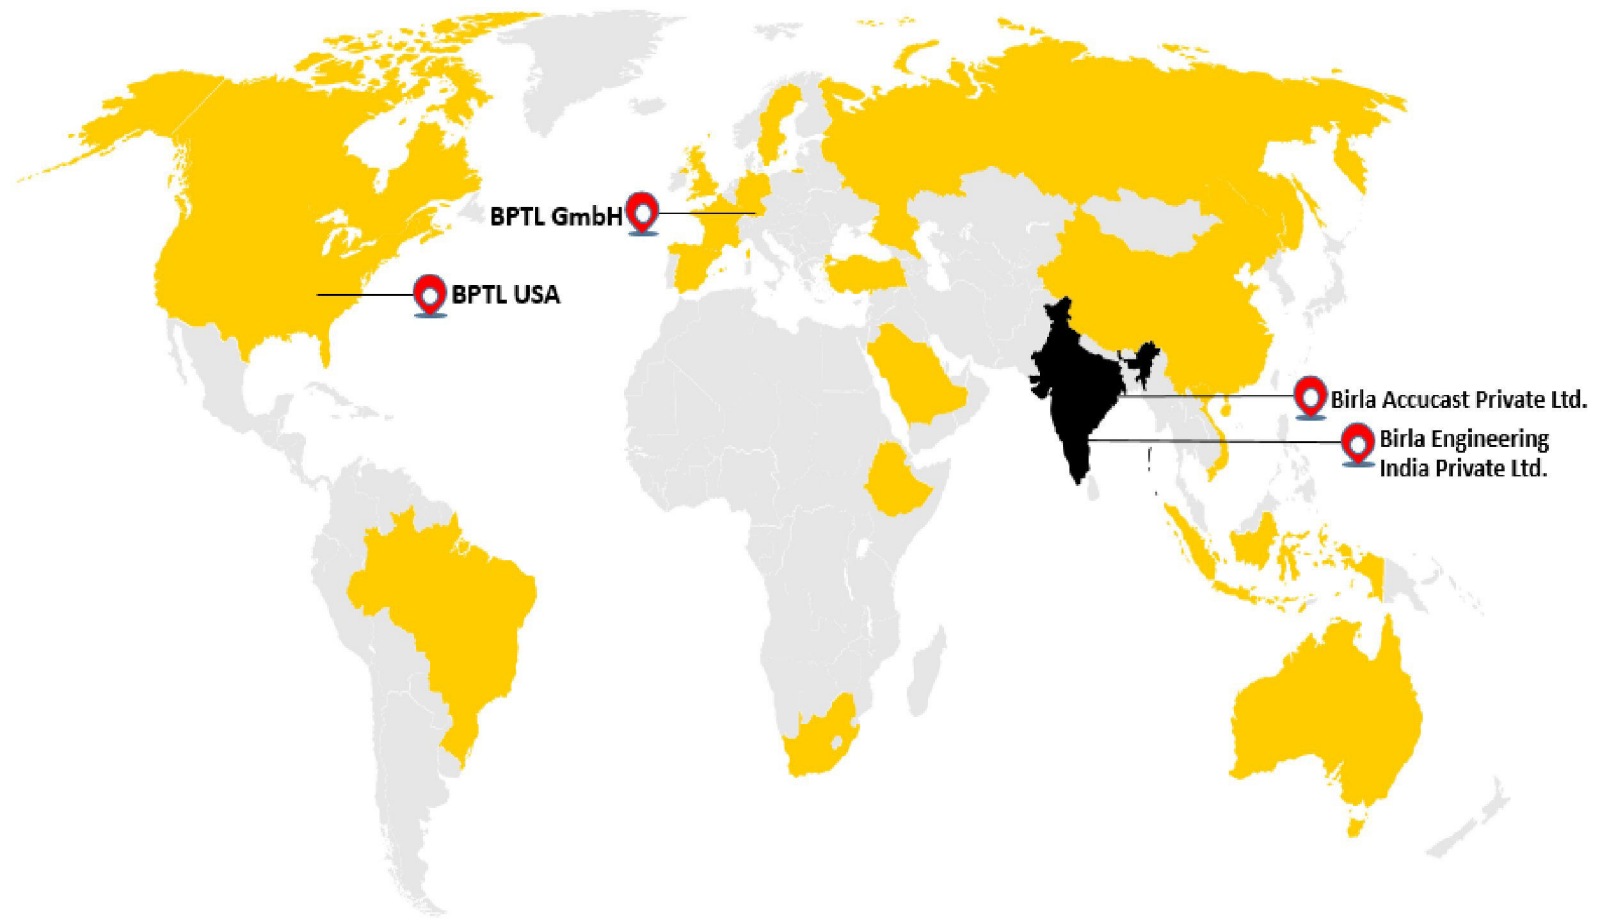 BPTL GmbH
BPTL USA
Birla Accucast Private Ltd.
Birla Engineering
India Private Ltd.